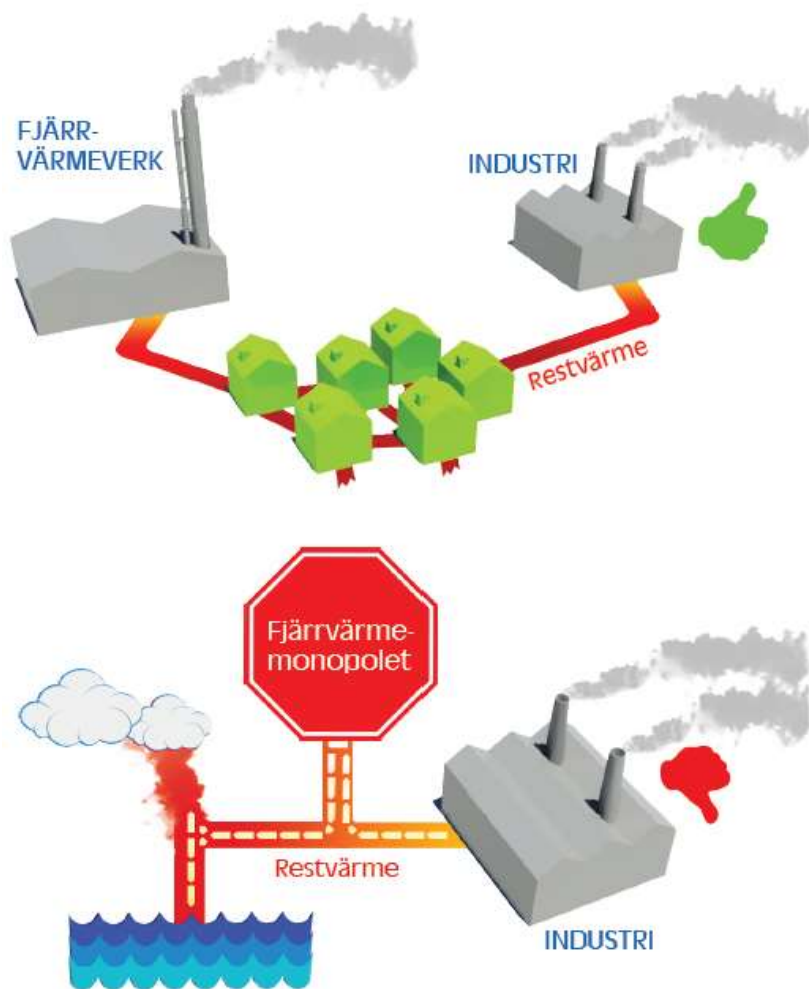 FJÄRR-
VÄRMEVERK
INDUSTRI
Restvärme
Fjärrvärme-
monopolet
Restvärme
INDUSTRI